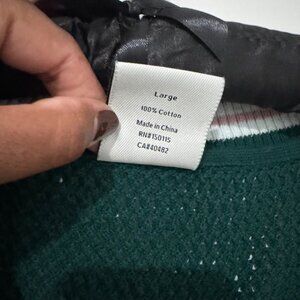 Large
100% Cotton
Made in China
RN#150115
CA#40482